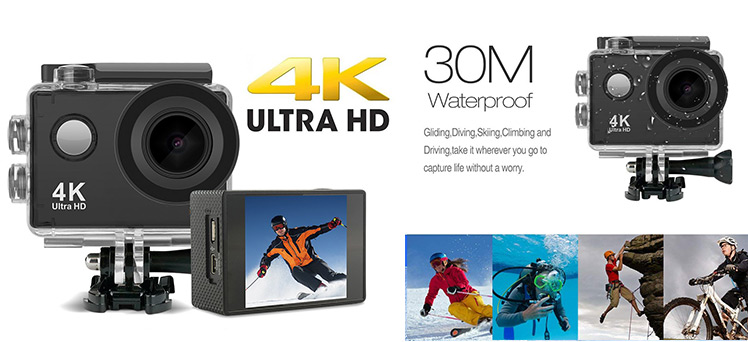 4K
ULTRA HD
4K
Ultra HD
30M
Waterproof
Gliding,Diving,Skiing,Climbing and
Driving,take it wherever you go to
capture life without a worry.
4K
Ultra HD